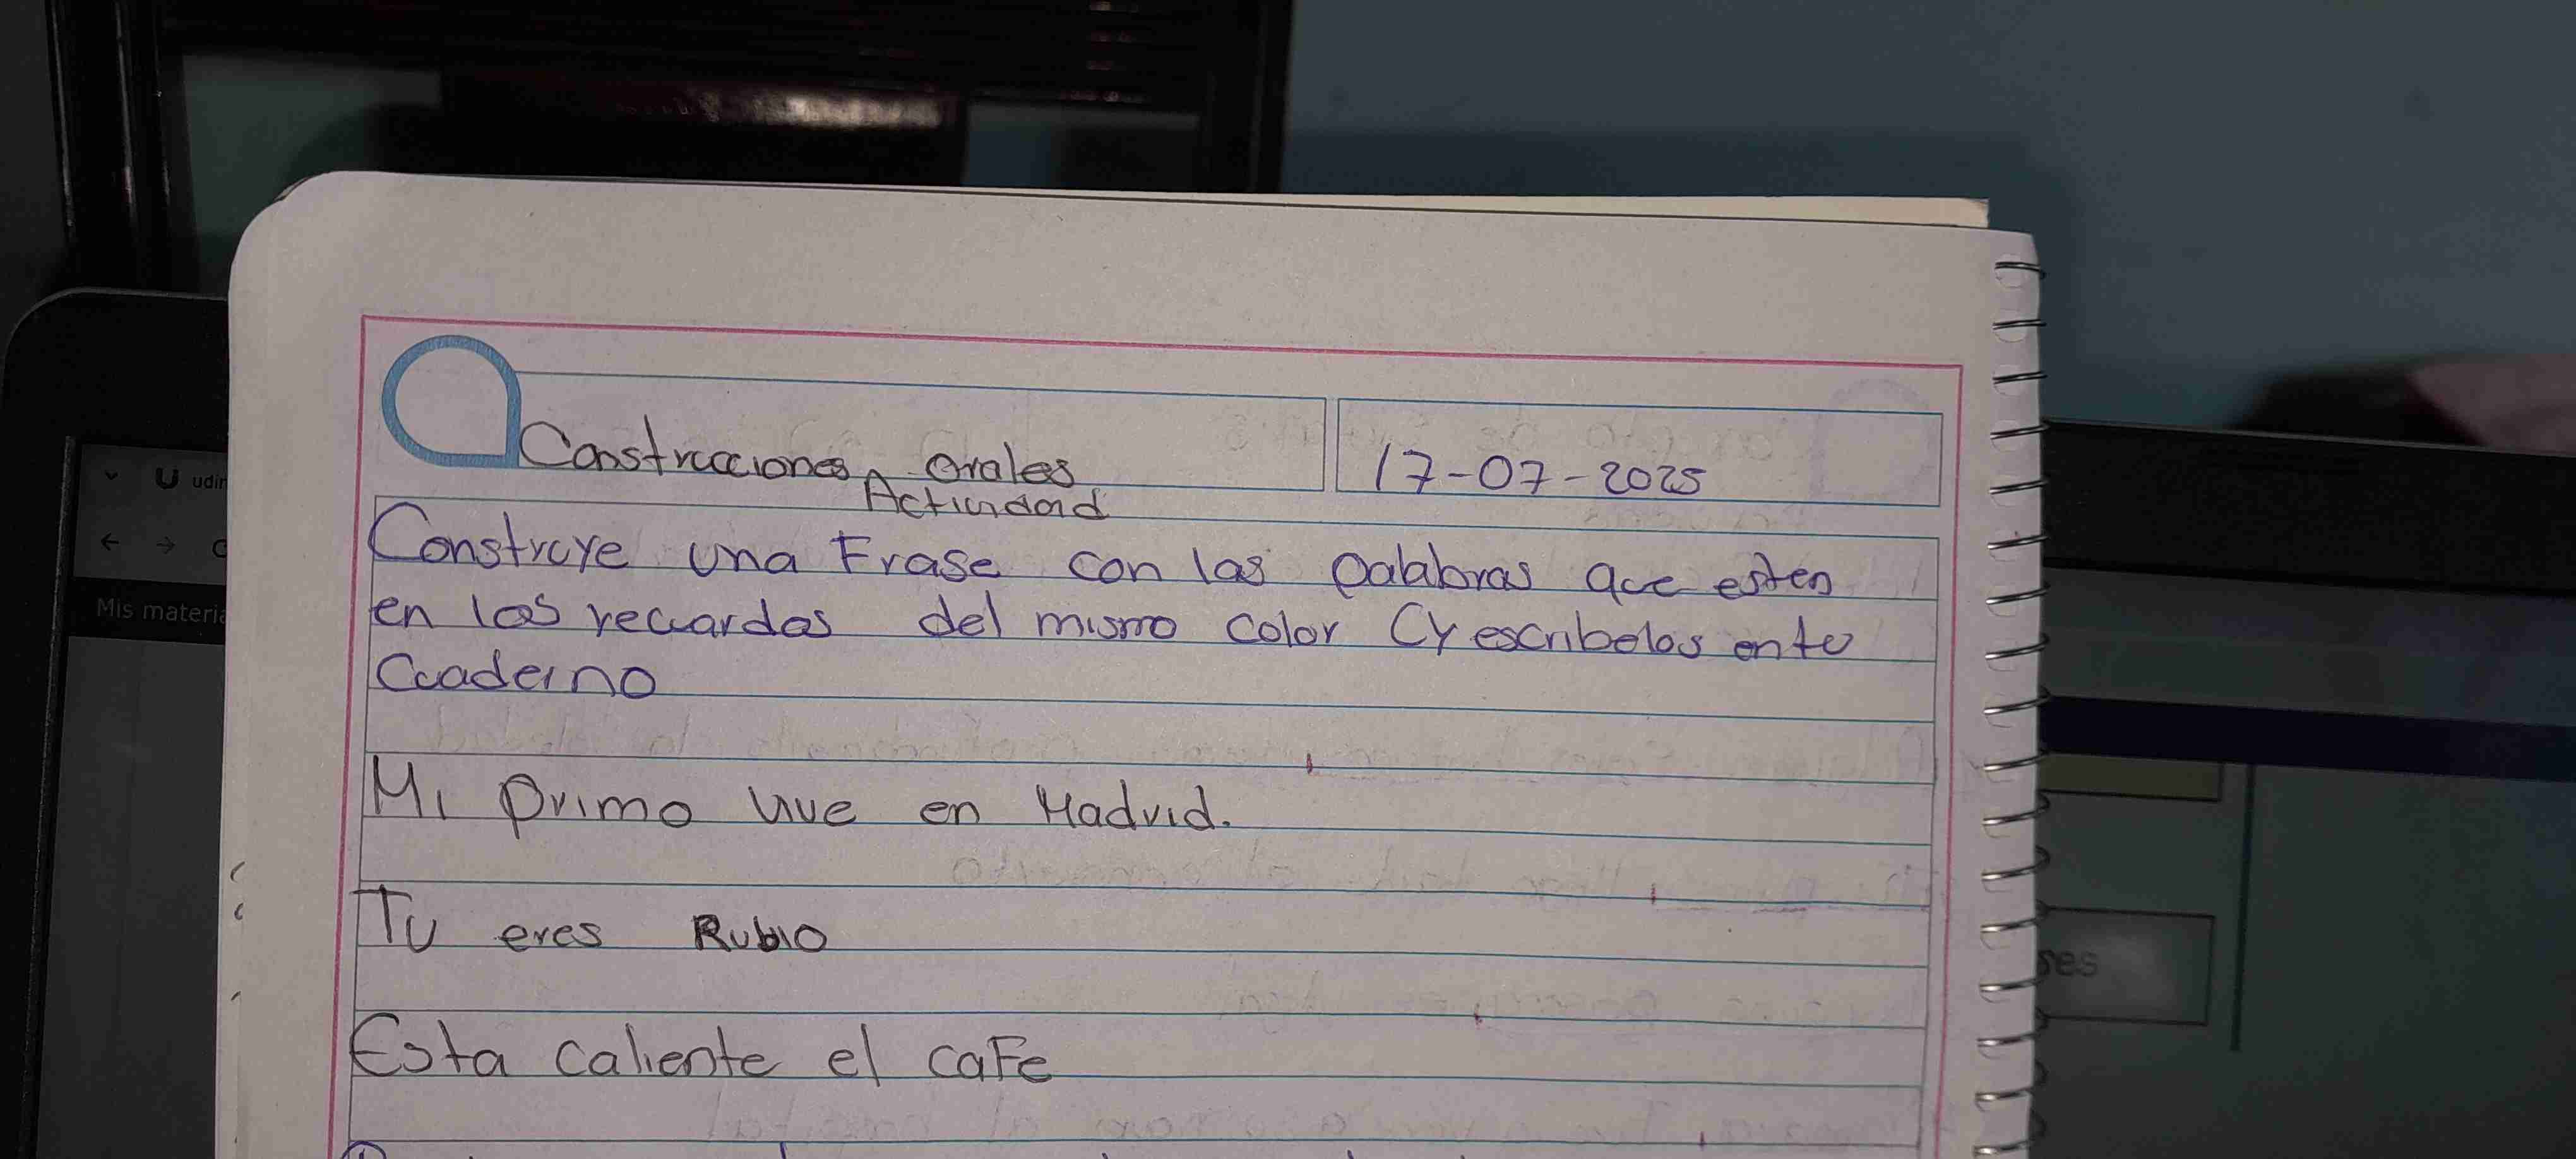 udin
Mis materia
Construcciones orales
17-07-2025
Actividad
Construye una Frase con las palabras que esten
en los recuardos del mismo color Cy escribelos en tu
Cuaderno
Mi primo vive en Madrid.
Tu eres Rubio
Esta caliente el caFe
ses